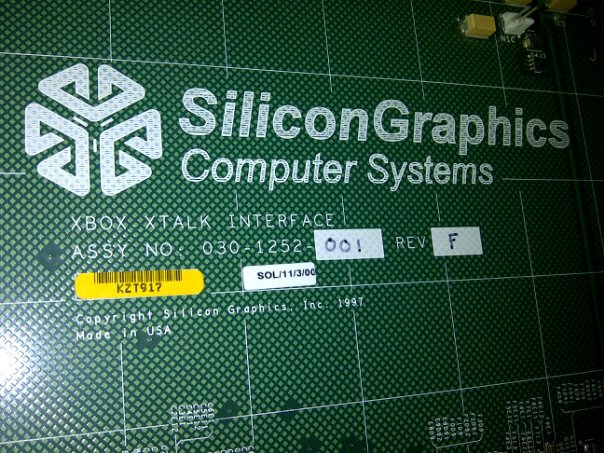 NIC
SiliconGraphics
Computer Systems
XBOX XTALK INTERFACE
ASSY NO. 030-1252-001 REV F
KZT917
SOL/11/3/00
Copyright Silicon Graphics, Inc. 1997
Made in USA